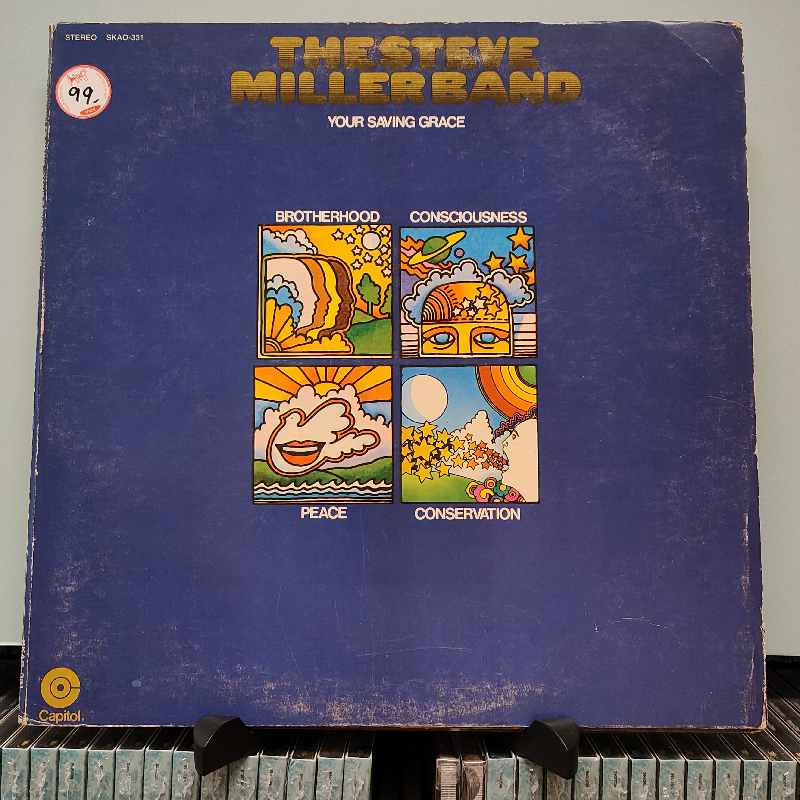 STEREO SKAO-331
THE STEVE
MILLER BAND
99.-
YOUR SAVING GRACE
BROTHERHOOD CONSCIOUSNESS
PEACE CONSERVATION
Capitol